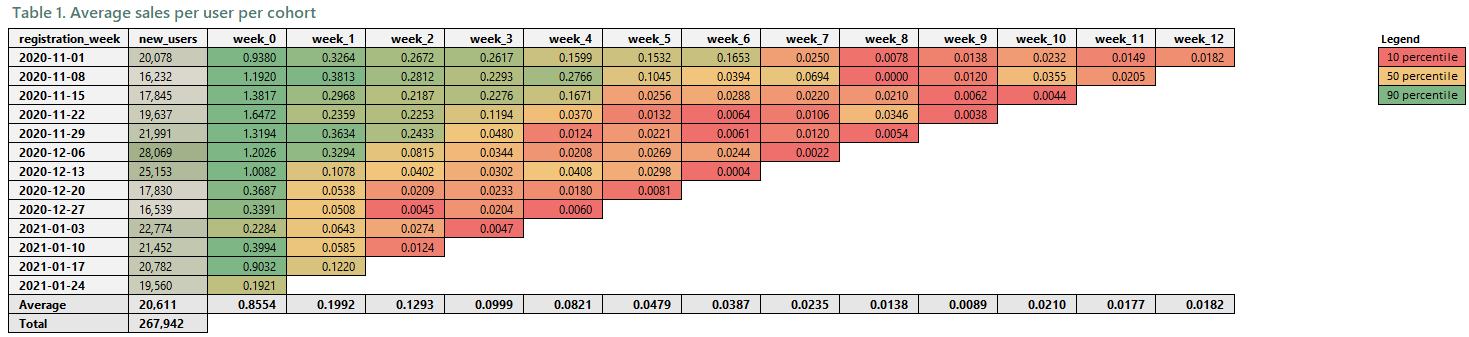 Table 1. Average sales per user per cohort
registration_week new_users week_0 week_1 week_2 week_3 week_4 week_5 week_6 week_7 week_8 week_9 week_10 week_11 week_12 Legend
2020-11-01 20,078 0.9380 0.3264 0.2672 0.2617 0.1599 0.1532 0.1653 0.0250 0.0078 0.0138 0.0232 0.0149 0.0182 10 percentile
2020-11-08 16,232 1.1920 0.3813 0.2812 0.2293 0.2766 0.1045 0.0394 0.0694 0.0000 0.0120 0.0355 0.0205 50 percentile
2020-11-15 17,845 1.3817 0.2968 0.2187 0.2276 0.1671 0.0256 0.0288 0.0220 0.0210 0.0062 0.0044 90 percentile
2020-11-22 19,637 1.6472 0.2359 0.2253 0.1194 0.0370 0.0132 0.0064 0.0106 0.0346 0.0038
2020-11-29 21,991 1.3194 0.3634 0.2433 0.0480 0.0124 0.0221 0.0061 0.0120 0.0054
2020-12-06 28,069 1.2026 0.3294 0.0815 0.0344 0.0208 0.0269 0.0244 0.0022
2020-12-13 25,153 1.0082 0.1078 0.0402 0.0302 0.0408 0.0298 0.0004
2020-12-20 17,830 0.3687 0.0538 0.0209 0.0233 0.0180 0.0081
2020-12-27 16,539 0.3391 0.0508 0.0045 0.0204 0.0060
2021-01-03 22,774 0.2284 0.0643 0.0274 0.0047
2021-01-10 21,452 0.3994 0.0585 0.0124
2021-01-17 20,782 0.9032 0.1220
2021-01-24 19,560 0.1921
Average 20,611 0.8554 0.1992 0.1293 0.0999 0.0821 0.0479 0.0387 0.0235 0.0138 0.0089 0.0210 0.0177 0.0182
Total 267,942